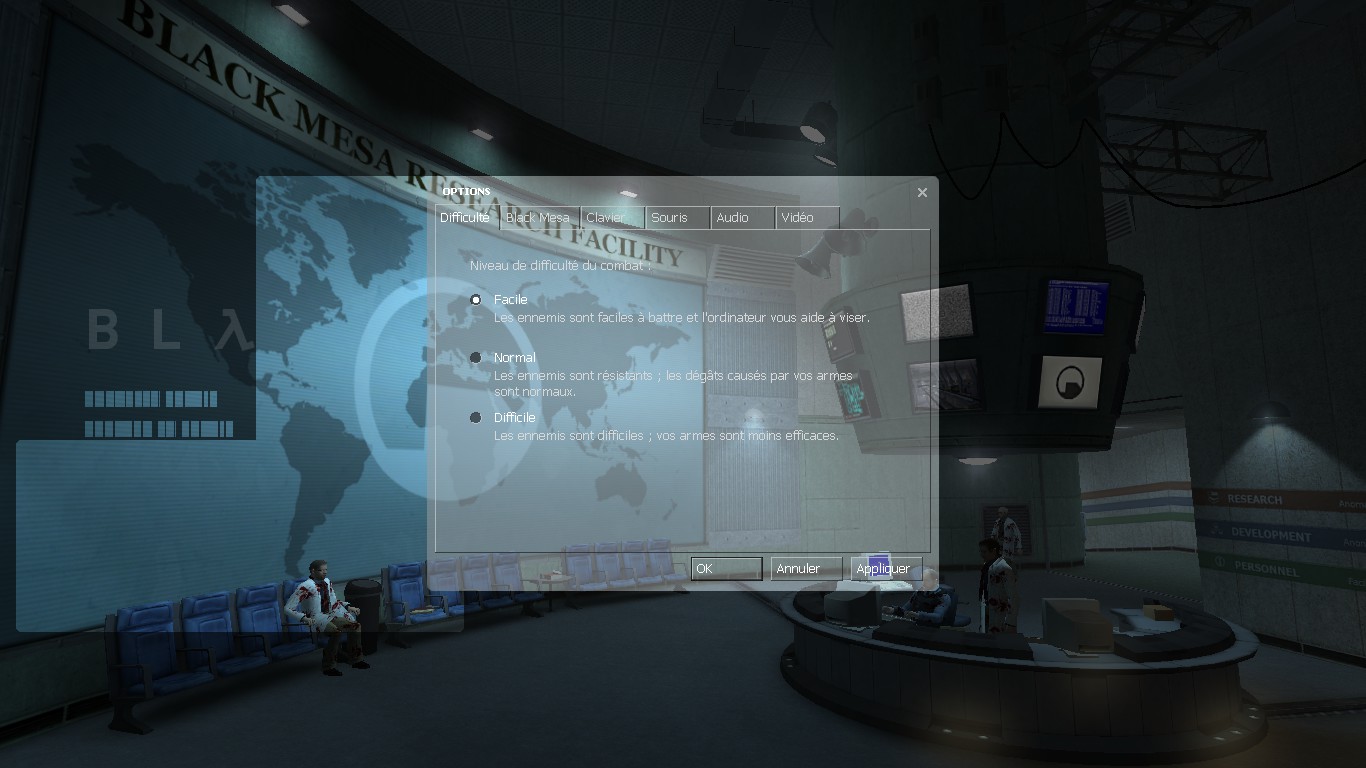 BLACK MESA RESEARCH FACILITY
OPTIONS
Difficulté
Black Mesa
Clavier
Souris
Audio
Vidéo
Niveau de difficulté du combat :
Facile
Les ennemis sont faciles à battre et l'ordinateur vous aide à viser.
B L λ
Normal
Les ennemis sont résistants ; les dégâts causés par vos armes
sont normaux.
Difficile
Les ennemis sont difficiles ; vos armes sont moins efficaces.
RESEARCH
DEVELOPMENT
PERSONNEL
OK
Annuler
Appliquer